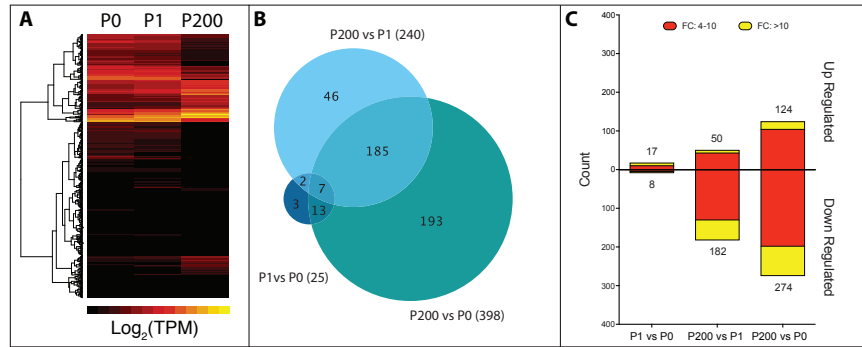 A
P0 P1 P200
Log2(TPM)
B
P200 vs P1 (240)
46
185
2
7
3
13
193
P1vs P0 (25)
P200 vs P0 (398)
C
FC: 4-10 FC: >10
400
300
200
100
0
100
200
300
400
Count
17
8
50
182
124
274
Up Regulated
Down Regulated
P1 vs P0 P200 vs P1 P200 vs P0